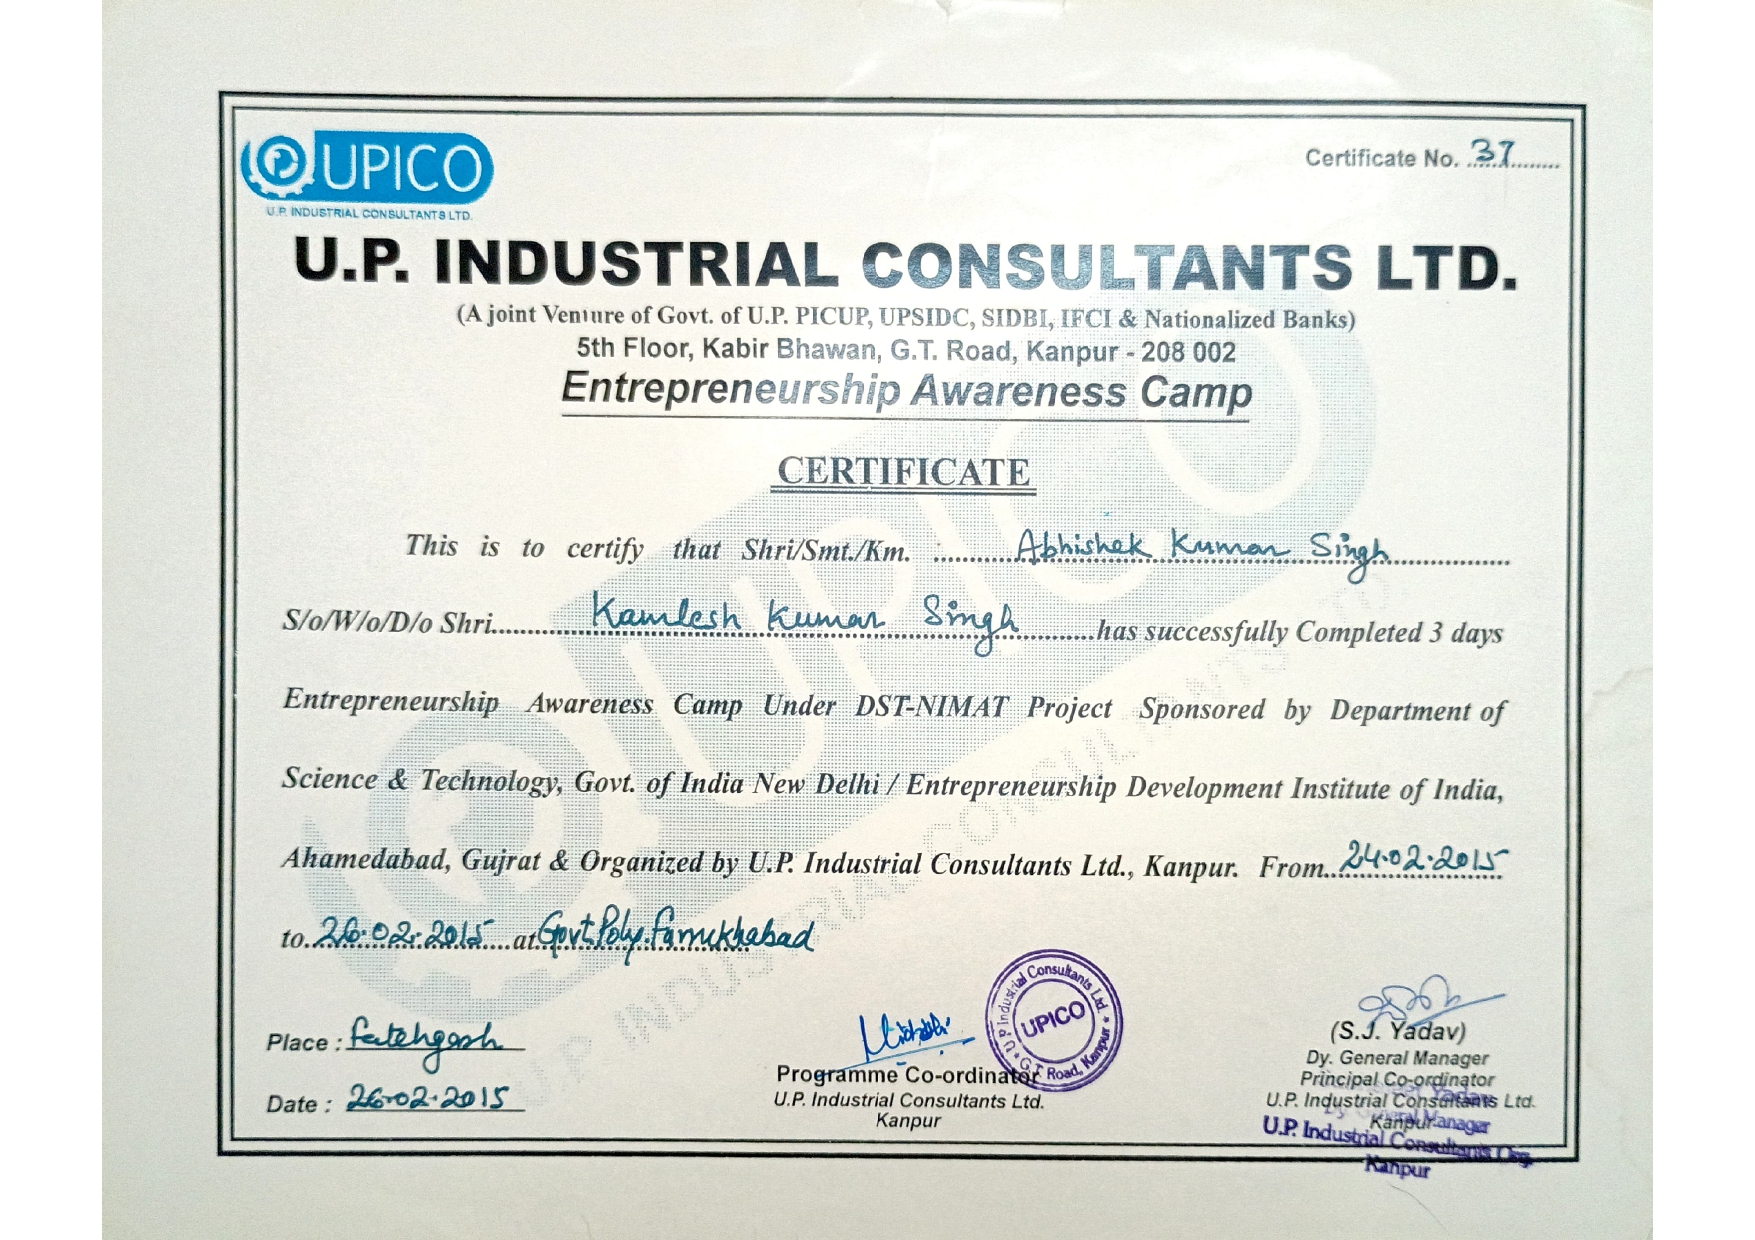 UPICO
U.P. INDUSTRIAL CONSULTANTS LTD.
Certificate No. 37
U.P. INDUSTRIAL CONSULTANTS LTD.
(A joint Venture of Govt. of U.P. PICUP, UPSIDC, SIDBI, IFCI & Nationalized Banks)
5th Floor, Kabir Bhawan, G.T. Road, Kanpur - 208 002
Entrepreneurship Awareness Camp
CERTIFICATE
This is to certify that Shri/Smt./Km. Abhishek Kumar Singh
S/o/W/o/D/o Shri Kamlesh Kumar Singh has successfully Completed 3 days
Entrepreneurship Awareness Camp Under DST-NIMAT Project Sponsored by Department of
Science & Technology, Govt. of India New Delhi / Entrepreneurship Development Institute of India,
Ahamedabad, Gujrat & Organized by U.P. Industrial Consultants Ltd., Kanpur. From 24.02.2015
to 26.02.2015 at Govt. Poly. Farrukhabad
Place : Fatehgarh
Date : 26.02.2015
Programme Co-ordinator
U.P. Industrial Consultants Ltd.
Kanpur
U.P. Industrial Consultants Ltd.
UPICO
G.T. Road, Kanpur
(S.J. Yadav)
Dy. General Manager
Principal Co-ordinator
U.P. Industrial Consultants Ltd.
Kanpur
Yadav
Dy. General Manager
U.P. Industrial Consultants
Kanpur
UPICO
U.P. INDUSTRIAL CONSULTANTS